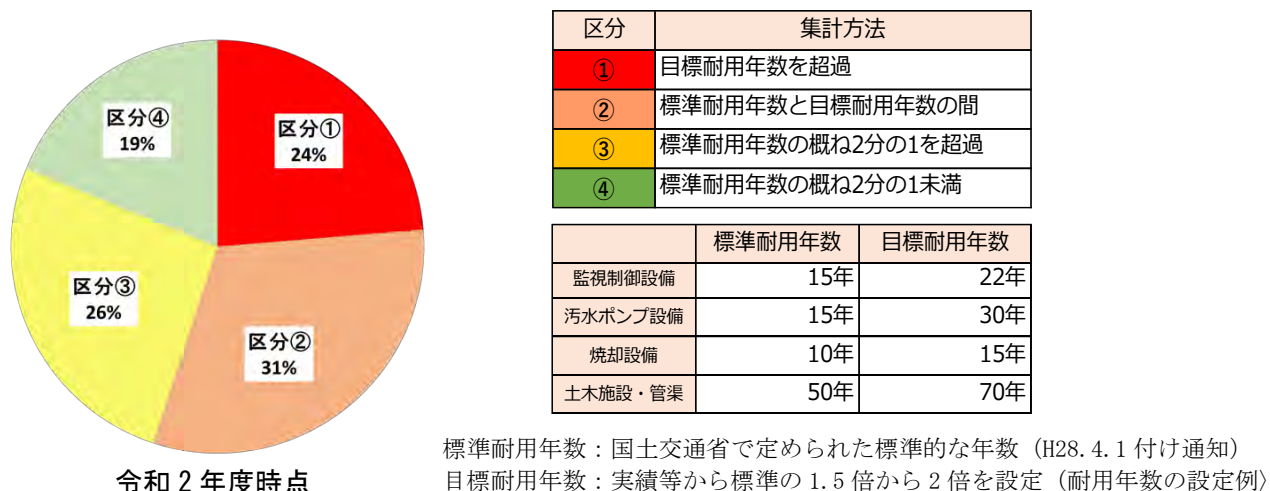 区分①
24%
区分②
31%
区分③
26%
区分④
19%
令和2年度時点
区分 集計方法
① 目標耐用年数を超過
② 標準耐用年数と目標耐用年数の間
③ 標準耐用年数の概ね2分の1を超過
④ 標準耐用年数の概ね2分の1未満
標準耐用年数 目標耐用年数
監視制御設備 15年 22年
汚水ポンプ設備 15年 30年
焼却設備 10年 15年
土木施設・管渠 50年 70年
標準耐用年数：国土交通省で定められた標準的な年数（H28.4.1付け通知）
目標耐用年数：実績等から標準の1.5倍から2倍を設定（耐用年数の設定例）